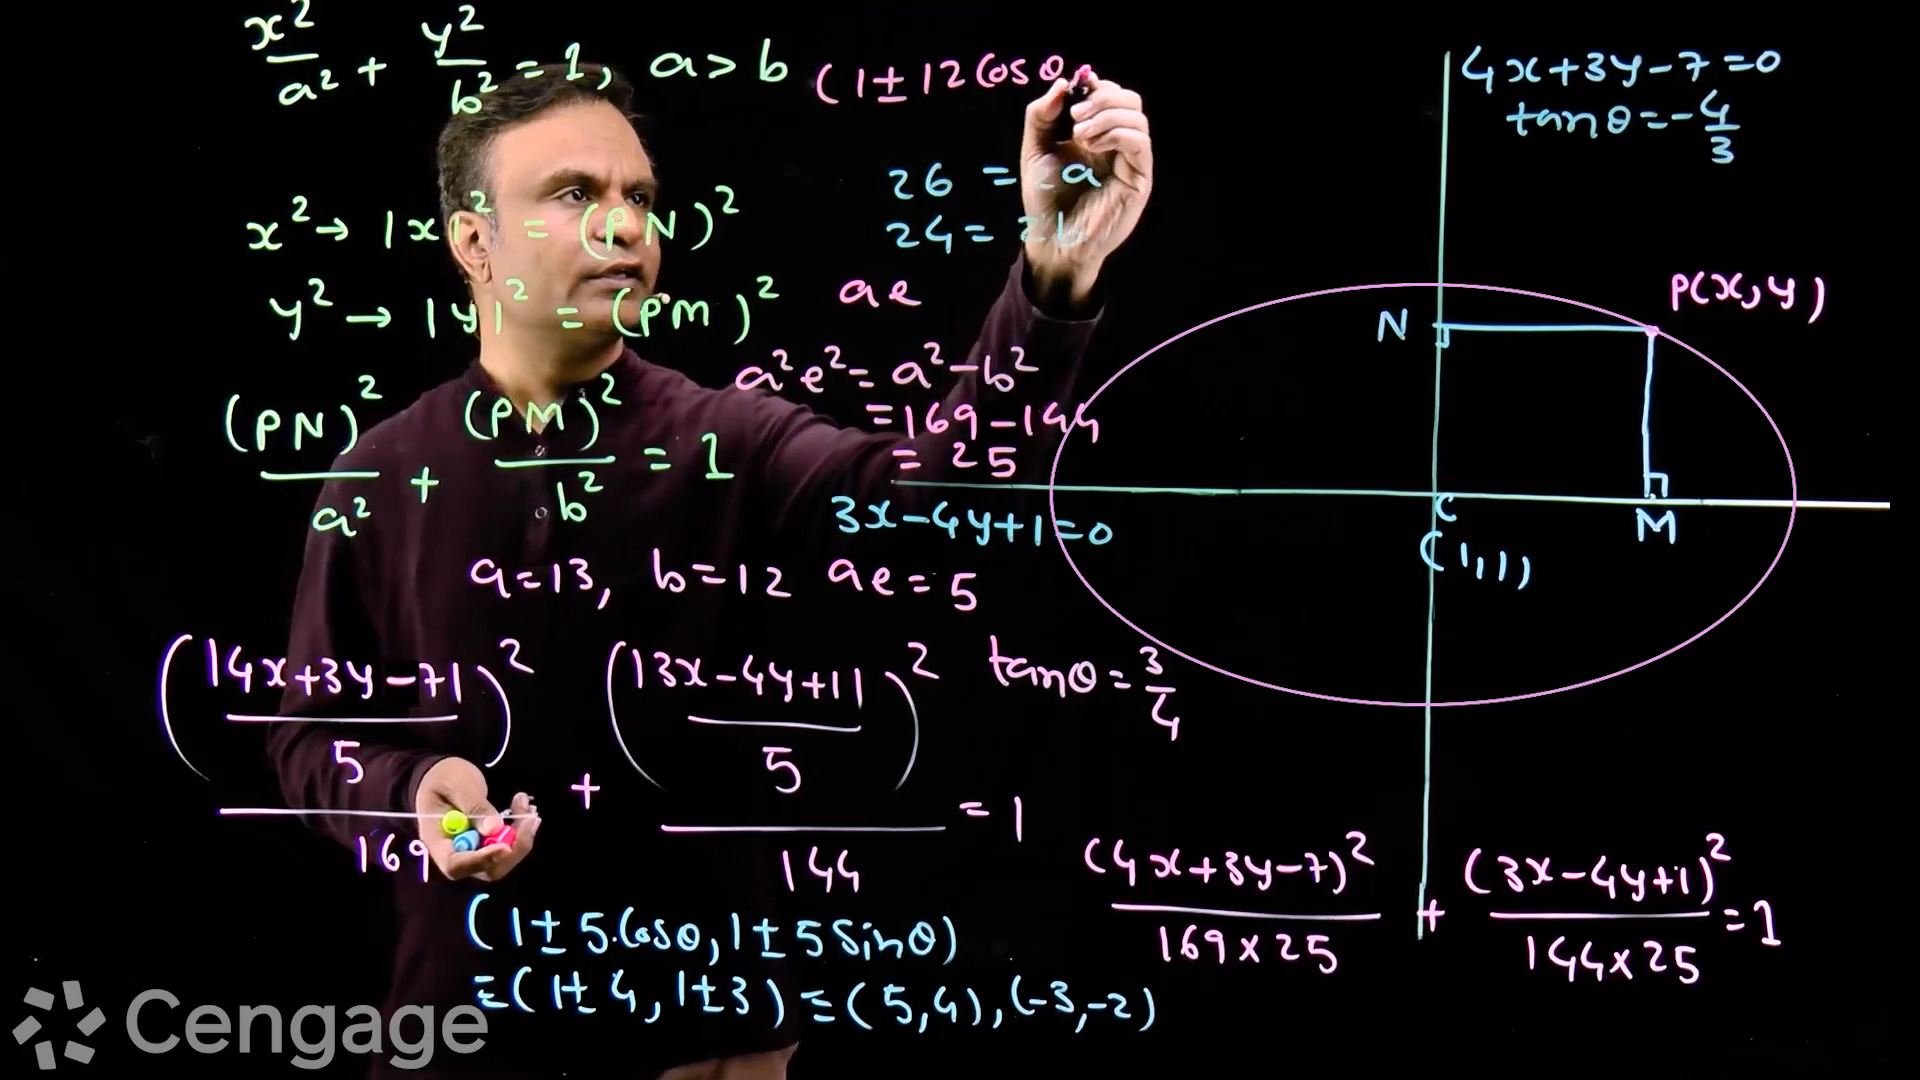 x²/a² + y²/b² = 1, a > b
(1 ± 12 Cos θ,
4x+3y-7=0
tanθ = -4/3
26 = 2a
24 = 2b
x² → |x|² = (PN)²
y² → |y|² = (PM)²
ae
a²e² = a² - b²
= 169 - 144
= 25
(PN)²/a² + (PM)²/b² = 1
3x-4y+1=0
a=13, b=12 ae=5
P(x,y)
N
C
M
(1,1)
(|4x+3y-7|/5)²/169 + (|3x-4y+1|/5)²/144 = 1
tanθ = 3/4
(4x+3y-7)²/169×25 + (3x-4y+1)²/144×25 = 1
(1±5.Cosθ, 1±5 Sinθ)
≡(1±4, 1±3) ≡ (5,4), (-3,-2)
Cengage